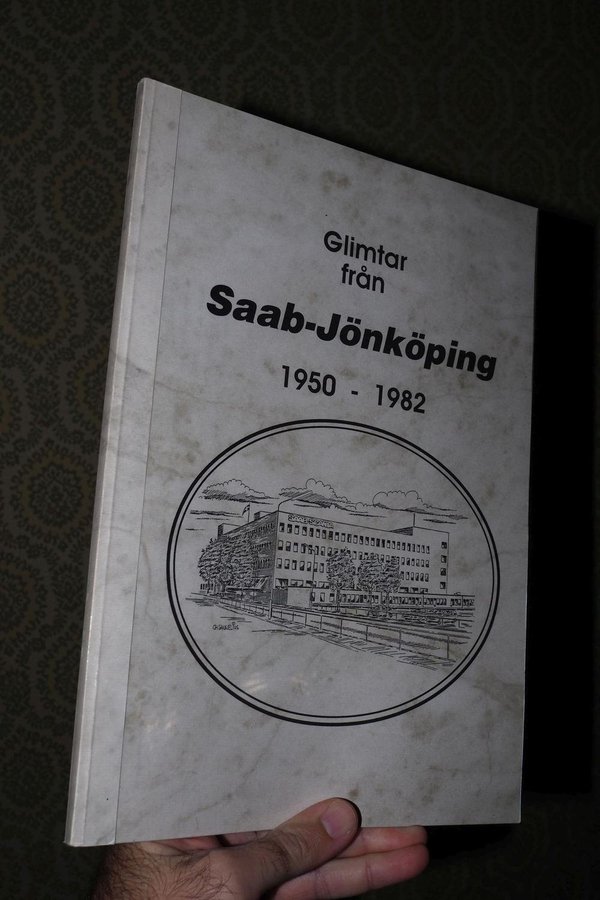 Glimtar
från
Saab-Jönköping
1950 - 1982